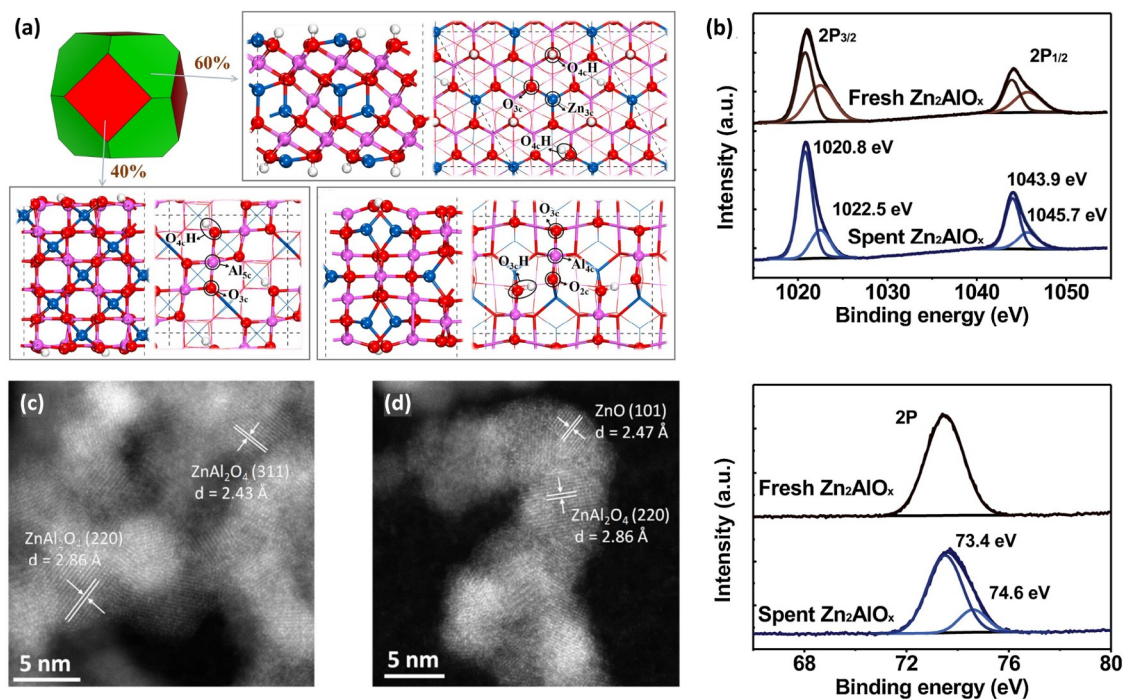 (a)
60%
40%
O4cH
O3c
Zn3c
O4cH
O4cH
Al5c
O3c
O3c
O3cH
Al4c
O2c
(b)
2P3/2
2P1/2
Fresh Zn2AlOx
1020.8 eV
1043.9 eV
1022.5 eV
1045.7 eV
Spent Zn2AlOx
Intensity (a.u.)
1020 1030 1040 1050
Binding energy (eV)
(c)
ZnAl2O4 (311)
d = 2.43 Å
ZnAl2O4 (220)
d = 2.86 Å
5 nm
(d)
ZnO (101)
d = 2.47 Å
ZnAl2O4 (220)
d = 2.86 Å
5 nm
2P
Fresh Zn2AlOx
73.4 eV
74.6 eV
Spent Zn2AlOx
Intensity (a.u.)
68 72 76 80
Binding energy (eV)